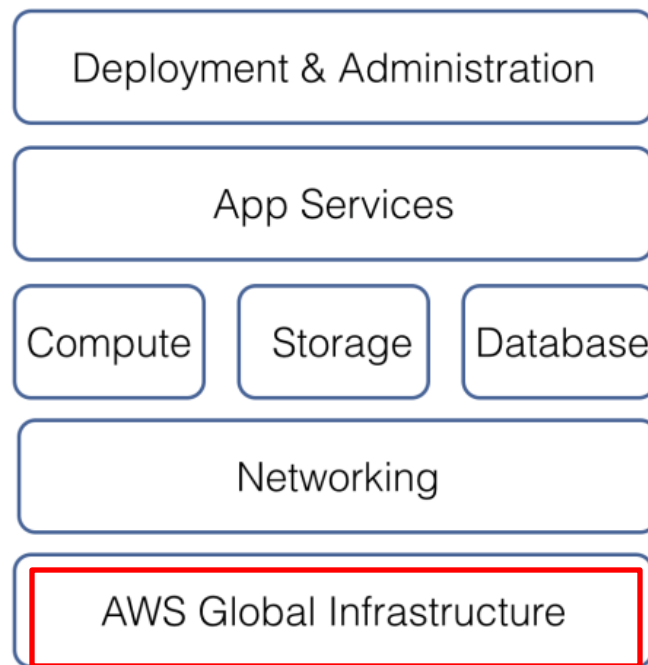 Deployment & Administration
App Services
Compute Storage Database
Networking
AWS Global Infrastructure